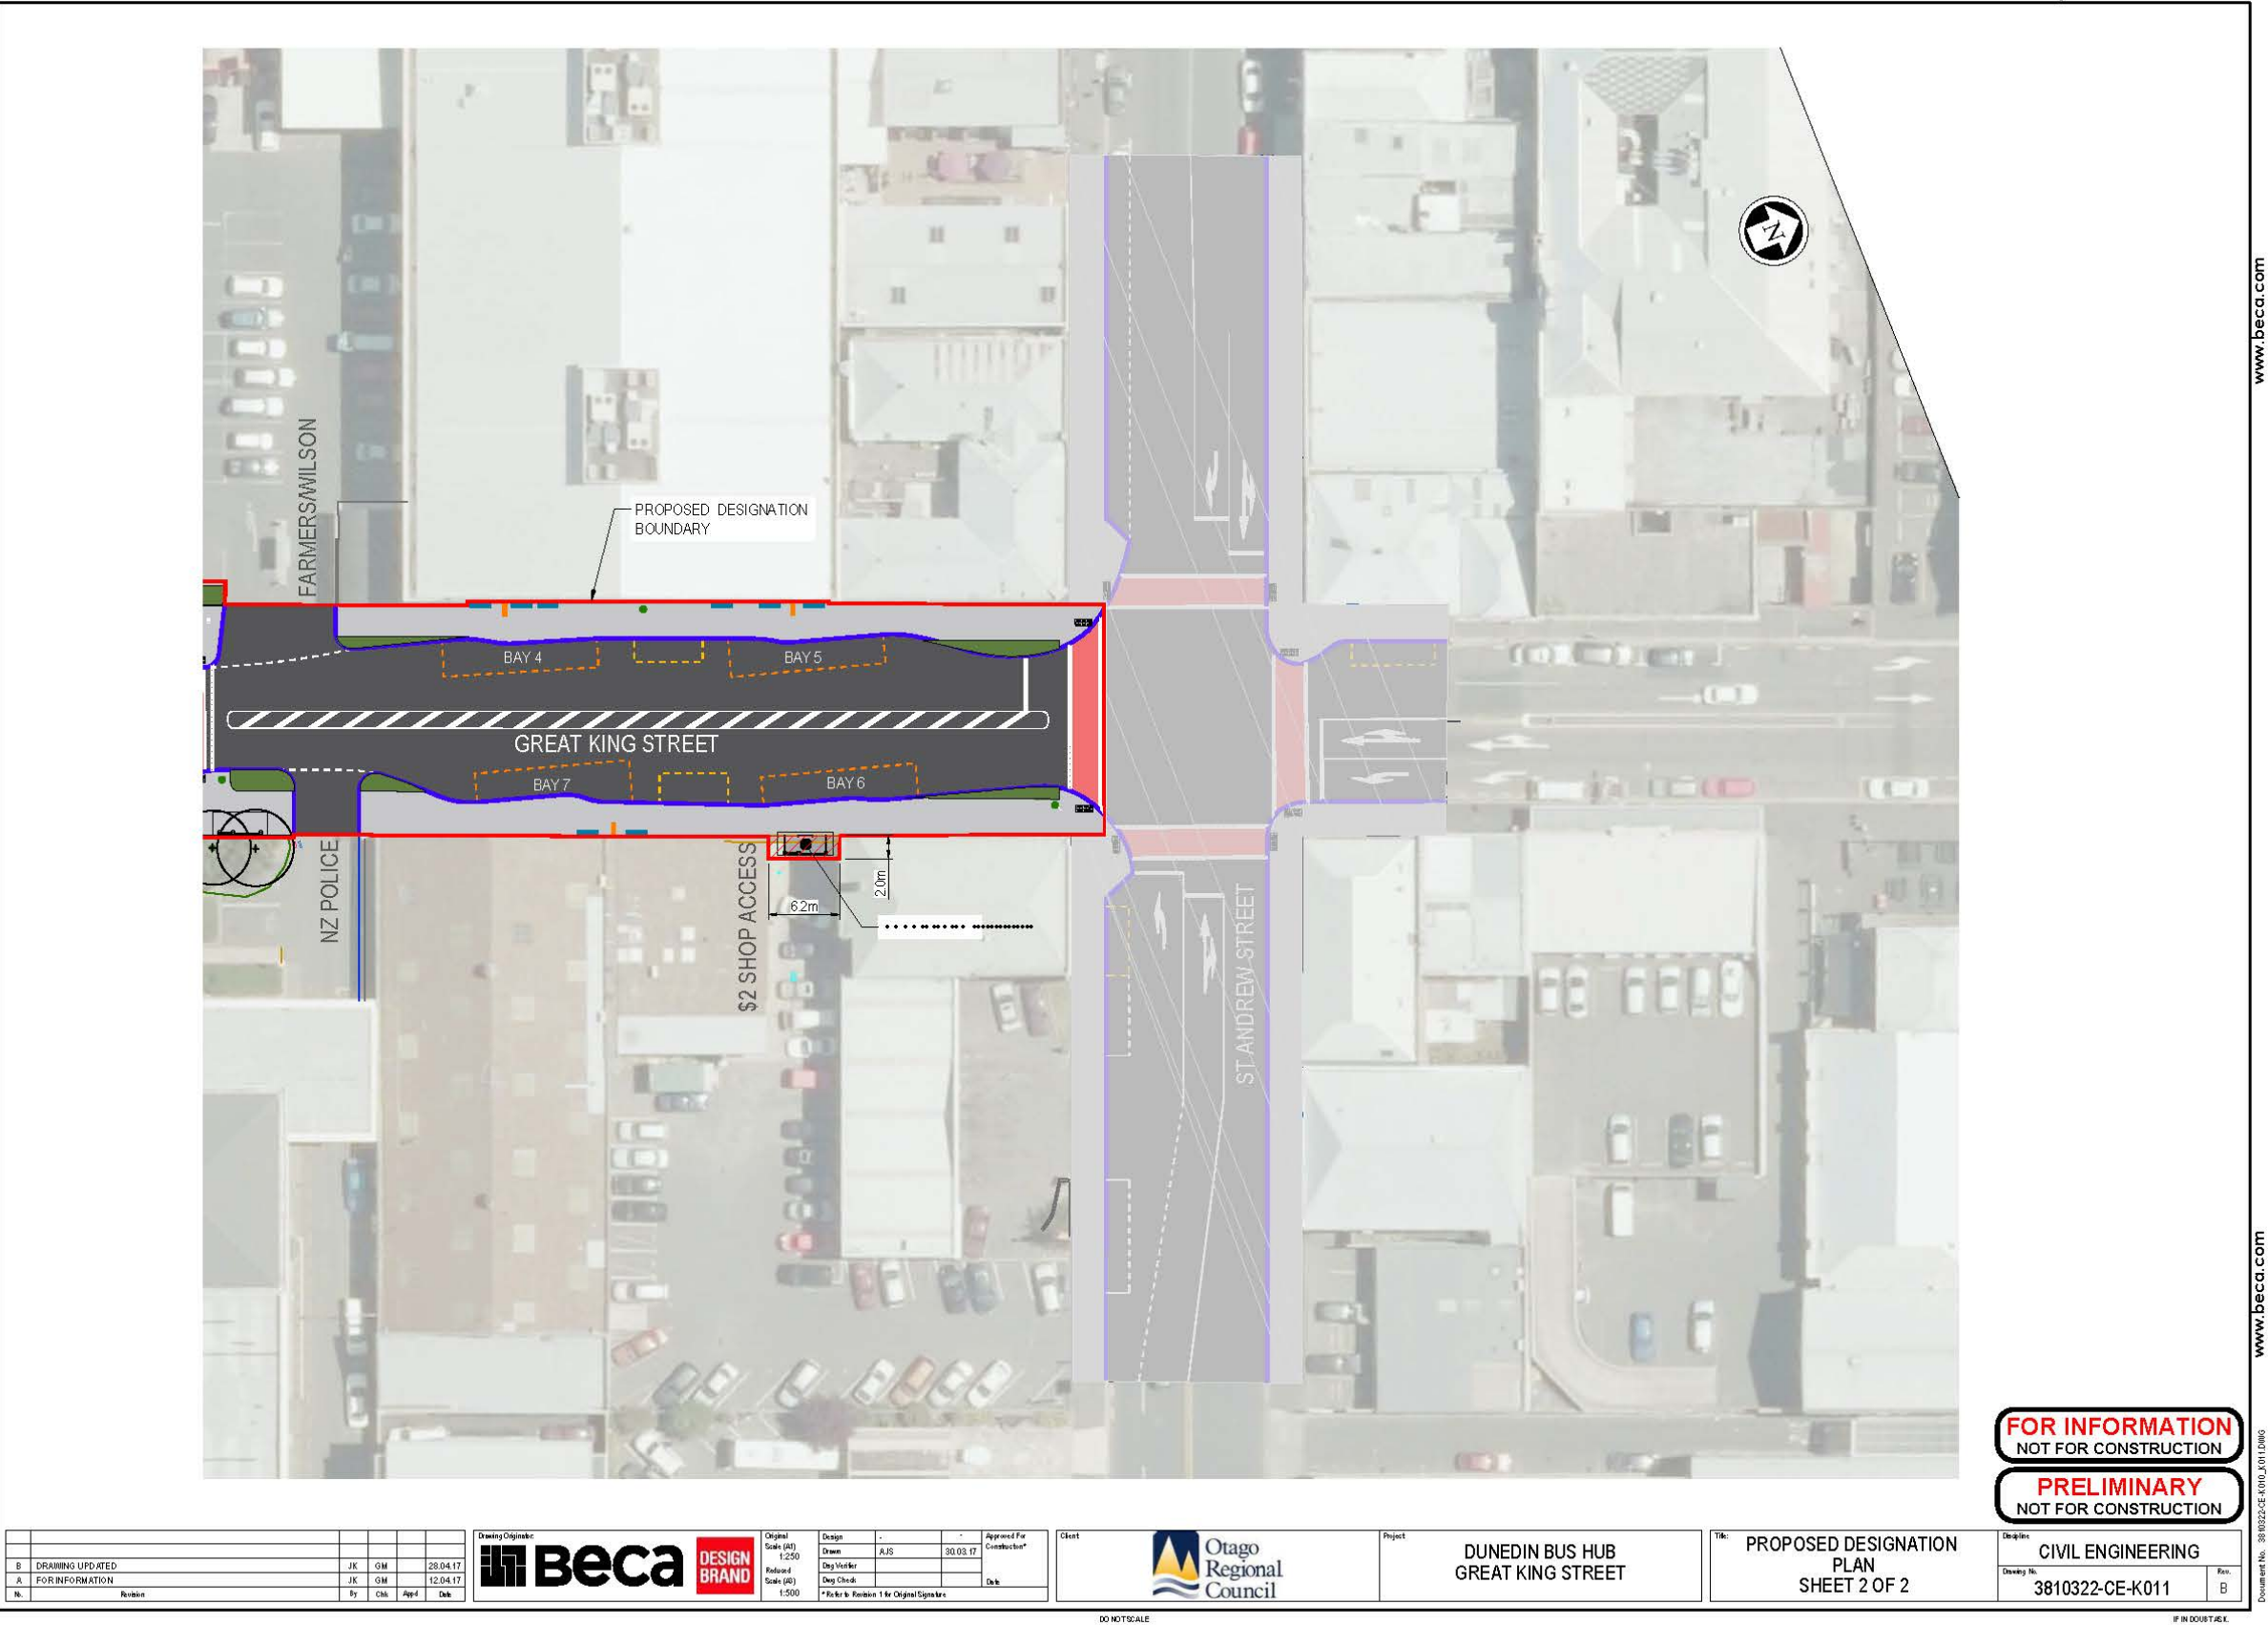 www.beca.com
N
FARMERS/WILSON
PROPOSED DESIGNATION
BOUNDARY
BAY 4
BAY 5
GREAT KING STREET
BAY 7
BAY 6
NZ POLICE
$2 SHOP ACCESS
6.2m
2.0m
ST ANDREW STREET
www.beca.com
FOR INFORMATION
NOT FOR CONSTRUCTION
PRELIMINARY
NOT FOR CONSTRUCTION
Document No. 3810322-CE-K010_K011.DWG
B DRAWING UPDATED JK GM 28.04.17
A FOR INFORMATION JK GM 12.04.17
No. Revision By Chk Appd Date
Drawing Originator:
Beca
DESIGN
BRAND
Original
Scale (A1)
1:250
Reduced
Scale (A3)
1:500
Design - -
Drawn AJS 30.03.17
Dsg Verifier
Dwg Check
* Refer to Revision 1 for Original Signature
Approved For
Construction*
Date
Client
Otago
Regional
Council
Project
DUNEDIN BUS HUB
GREAT KING STREET
Title:
PROPOSED DESIGNATION
PLAN
SHEET 2 OF 2
Discipline
CIVIL ENGINEERING
Drawing No.
3810322-CE-K011
Rev.
B
DO NOT SCALE
IF IN DOUBT ASK.